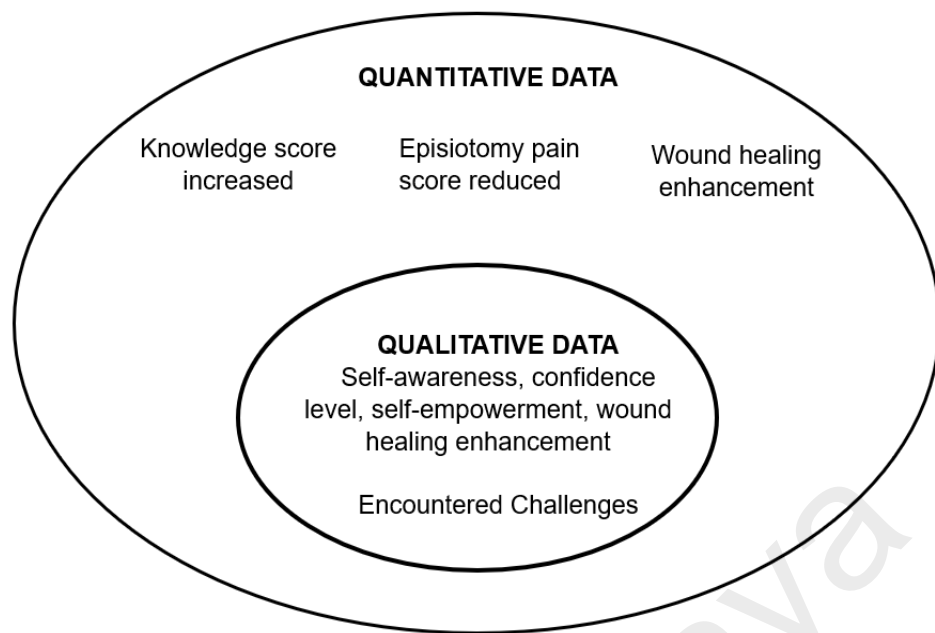 QUANTITATIVE DATA
Knowledge score
increased
Episiotomy pain
score reduced
Wound healing
enhancement
QUALITATIVE DATA
Self-awareness, confidence
level, self-empowerment, wound
healing enhancement
Encountered Challenges